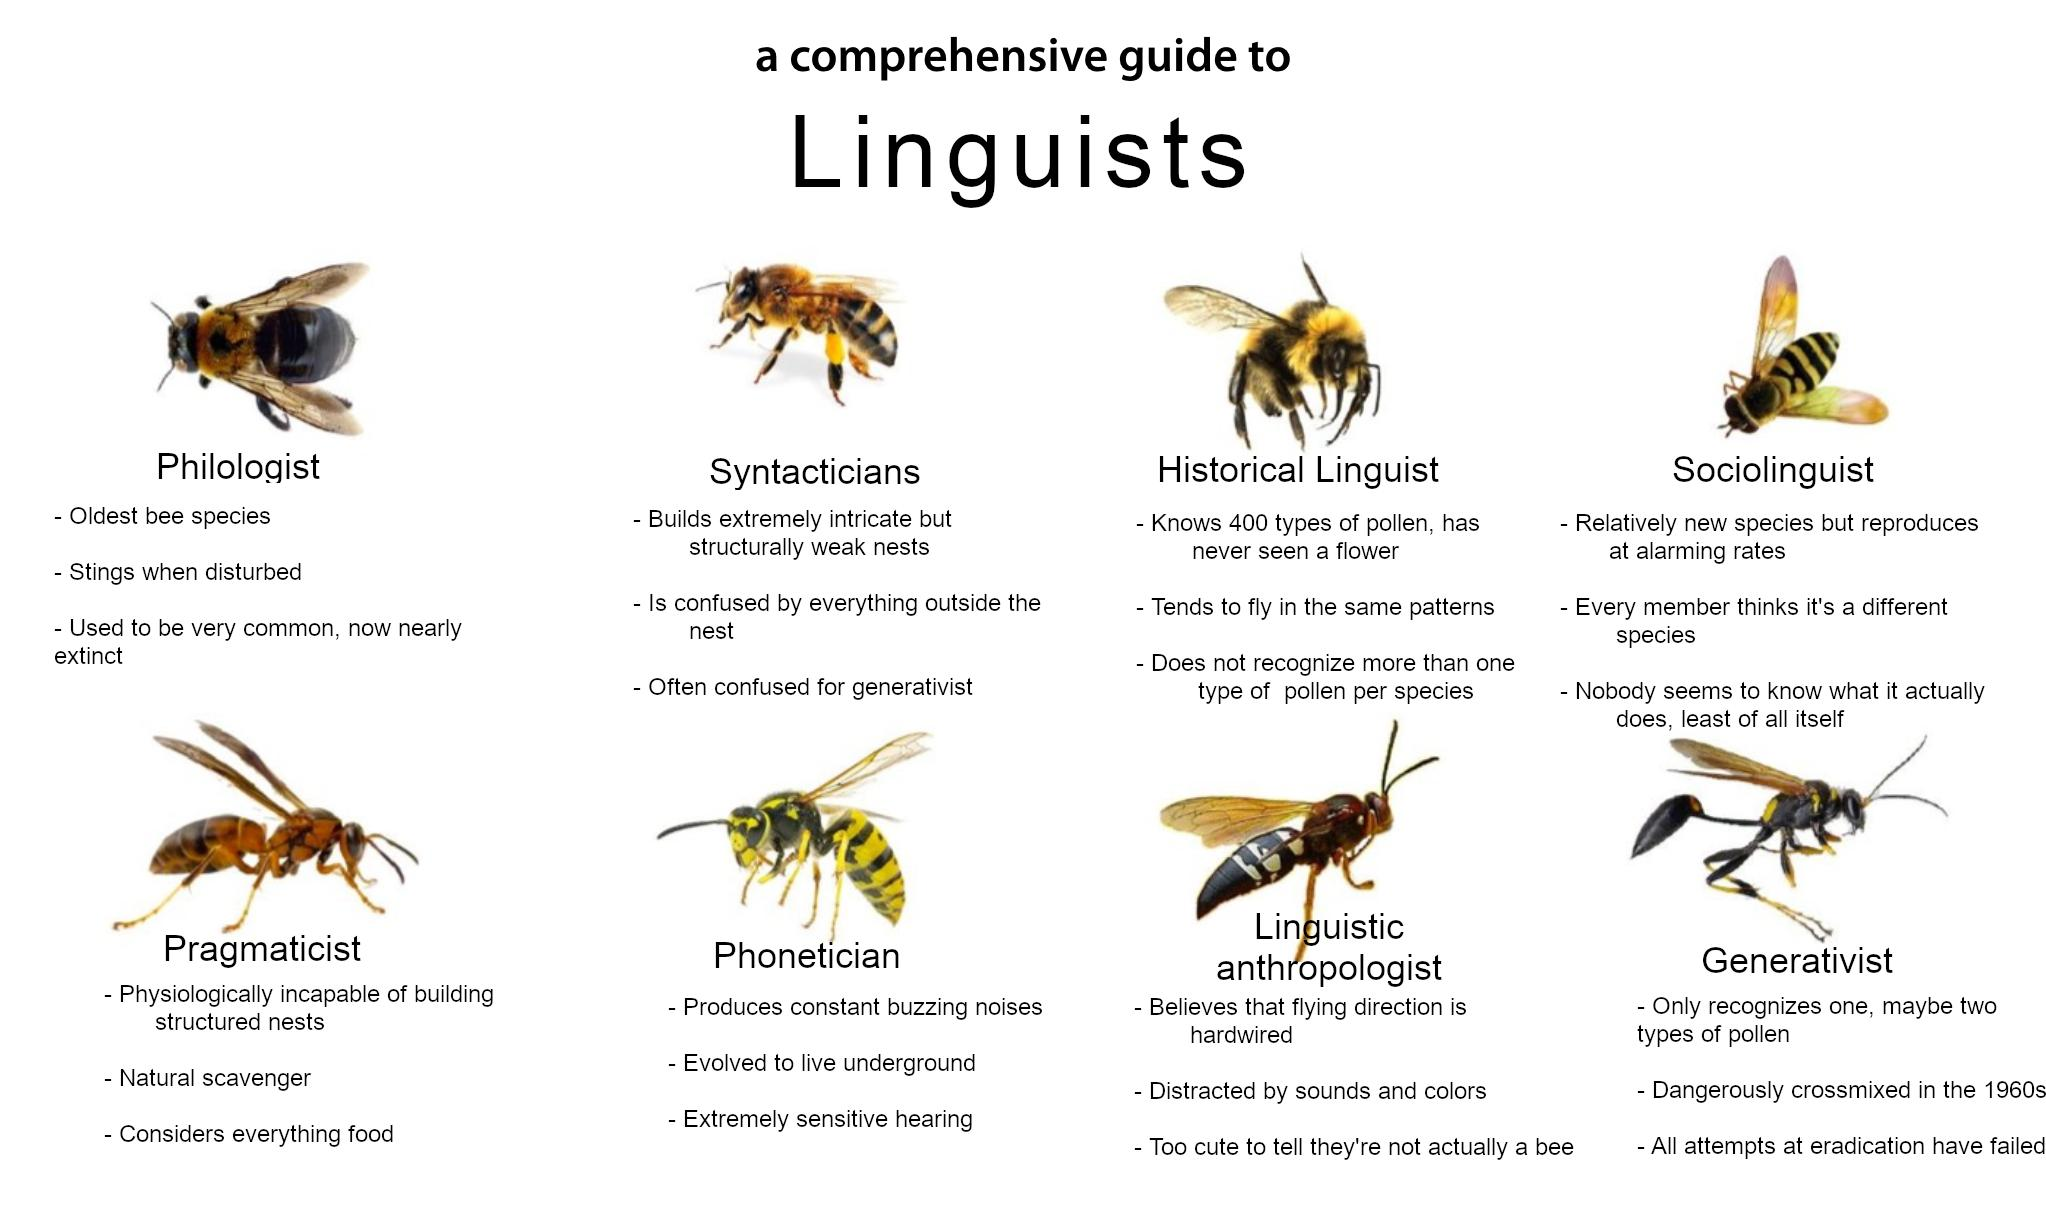 a comprehensive guide to
Linguists
Philologist
- Oldest bee species
- Stings when disturbed
- Used to be very common, now nearly
extinct
Syntacticians
- Builds extremely intricate but
structurally weak nests
- Is confused by everything outside the
nest
- Often confused for generativist
Historical Linguist
- Knows 400 types of pollen, has
never seen a flower
- Tends to fly in the same patterns
- Does not recognize more than one
type of  pollen per species
Sociolinguist
- Relatively new species but reproduces
at alarming rates
- Every member thinks it's a different
species
- Nobody seems to know what it actually
does, least of all itself
Pragmaticist
- Physiologically incapable of building
structured nests
- Natural scavenger
- Considers everything food
Phonetician
- Produces constant buzzing noises
- Evolved to live underground
- Extremely sensitive hearing
Linguistic
anthropologist
- Believes that flying direction is
hardwired
- Distracted by sounds and colors
- Too cute to tell they're not actually a bee
Generativist
- Only recognizes one, maybe two
types of pollen
- Dangerously crossmixed in the 1960s
- All attempts at eradication have failed